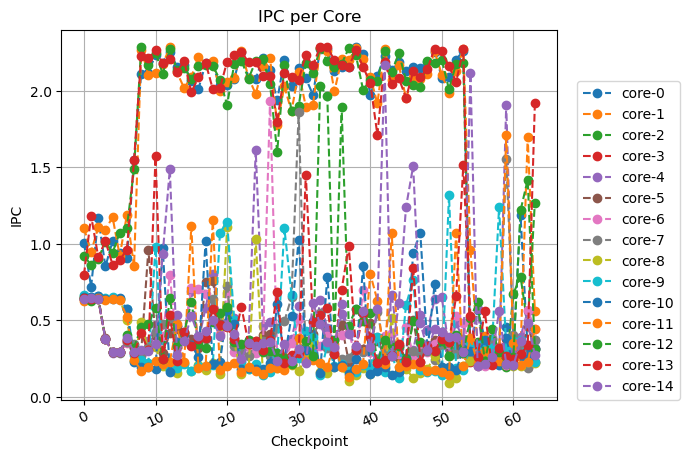 IPC per Core
IPC
2.0
1.5
1.0
0.5
0.0
0
10
20
30
40
50
60
Checkpoint
core-0
core-1
core-2
core-3
core-4
core-5
core-6
core-7
core-8
core-9
core-10
core-11
core-12
core-13
core-14